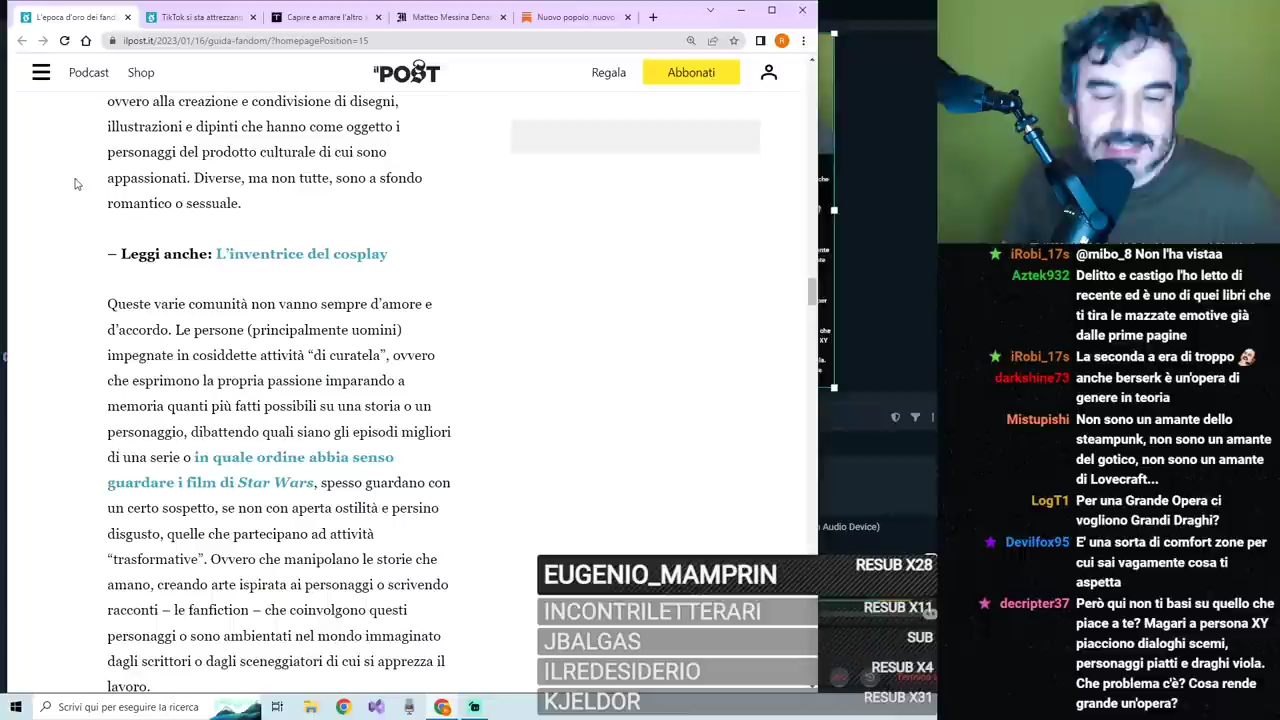 L'epoca d'oro dei fand
TikTok si sta attrezzano
Capire e amare l'altro
Matteo Messina Dena
Nuovo popolo, nuovo
ilpost.it/2023/01/16/guida-fandom/?homepagePosition=15
Podcast
Shop
IL POST
Regala
Abbonati
ovvero alla creazione e condivisione di disegni,
illustrazioni e dipinti che hanno come oggetto i
personaggi del prodotto culturale di cui sono
appassionati. Diverse, ma non tutte, sono a sfondo
romantico o sessuale.
– Leggi anche: L'inventrice del cosplay
Queste varie comunità non vanno sempre d'amore e
d'accordo. Le persone (principalmente uomini)
impegnate in cosiddette attività “di curatela”, ovvero
che esprimono la propria passione imparando a
memoria quanti più fatti possibili su una storia o un
personaggio, dibattendo quali siano gli episodi migliori
di una serie o in quale ordine abbia senso
guardare i film di Star Wars, spesso guardano con
un certo sospetto, se non con aperta ostilità e persino
disgusto, quelle che partecipano ad attività
“trasformative”. Ovvero che manipolano le storie che
amano, creando arte ispirata ai personaggi o scrivendo
racconti – le fanfiction – che coinvolgono questi
personaggi o sono ambientati nel mondo immaginato
dagli scrittori o dagli sceneggiatori di cui si apprezza il
lavoro.
Audio Device)
EUGENIO_MAMPRIN RESUB X28
INCONTRILETTERARI RESUB X11
JBALGAS SUB
ILREDESIDERIO RESUB X4
KJELDOR RESUB X31
Scrivi qui per eseguire la ricerca
iRobi_17s @mibo_8 Non l'ha vistaa
Aztek932 Delitto e castigo l'ho letto di
recente ed è uno di quei libri che
ti tira le mazzate emotive già
dalle prime pagine
iRobi_17s La seconda a era di troppo
darkshine73 anche berserk è un'opera di
genere in teoria
Mistupishi Non sono un amante dello
steampunk, non sono un amante
del gotico, non sono un amante
di Lovecraft...
LogT1 Per una Grande Opera ci
vogliono Grandi Draghi?
Devilfox95 E' una sorta di comfort zone per
cui sai vagamente cosa ti
aspetta
decripter37 Però qui non ti basi su quello che
piace a te? Magari a persona XY
piacciono dialoghi scemi,
personaggi piatti e draghi viola.
Che problema c'è? Cosa rende
grande un'opera?